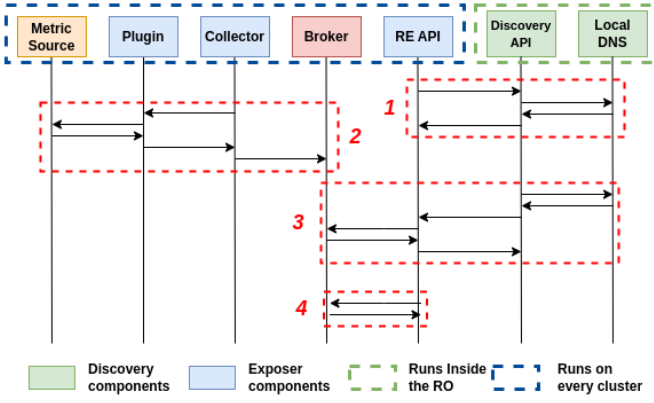 Metric
Source
Plugin
Collector
Broker
RE API
Discovery
API
Local
DNS
1
2
3
4
Discovery
components
Exposer
components
Runs Inside
the RO
Runs on
every cluster